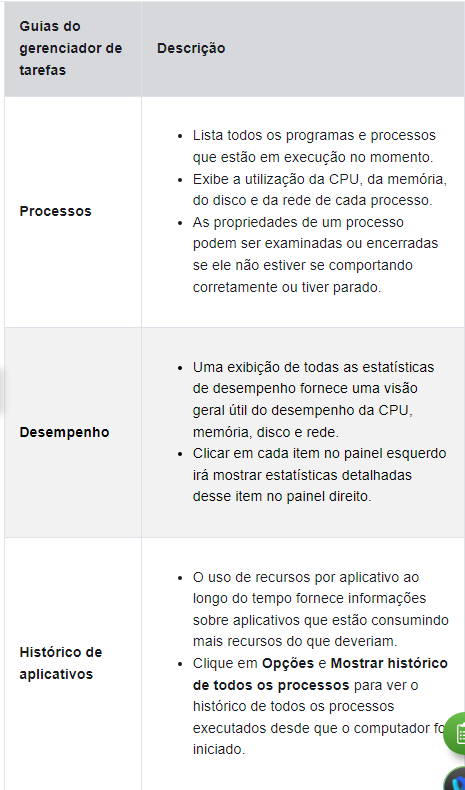 Guias do
gerenciador de
tarefas
Descrição
Processos
• Lista todos os programas e processos
que estão em execução no momento.
• Exibe a utilização da CPU, da memória,
do disco e da rede de cada processo.
• As propriedades de um processo
podem ser examinadas ou encerradas
se ele não estiver se comportando
corretamente ou tiver parado.
Desempenho
• Uma exibição de todas as estatísticas
de desempenho fornece uma visão
geral útil do desempenho da CPU,
memória, disco e rede.
• Clicar em cada item no painel esquerdo
irá mostrar estatísticas detalhadas
desse item no painel direito.
Histórico de
aplicativos
• O uso de recursos por aplicativo ao
longo do tempo fornece informações
sobre aplicativos que estão consumindo
mais recursos do que deveriam.
• Clique em Opções e Mostrar histórico
de todos os processos para ver o
histórico de todos os processos
executados desde que o computador
iniciado.